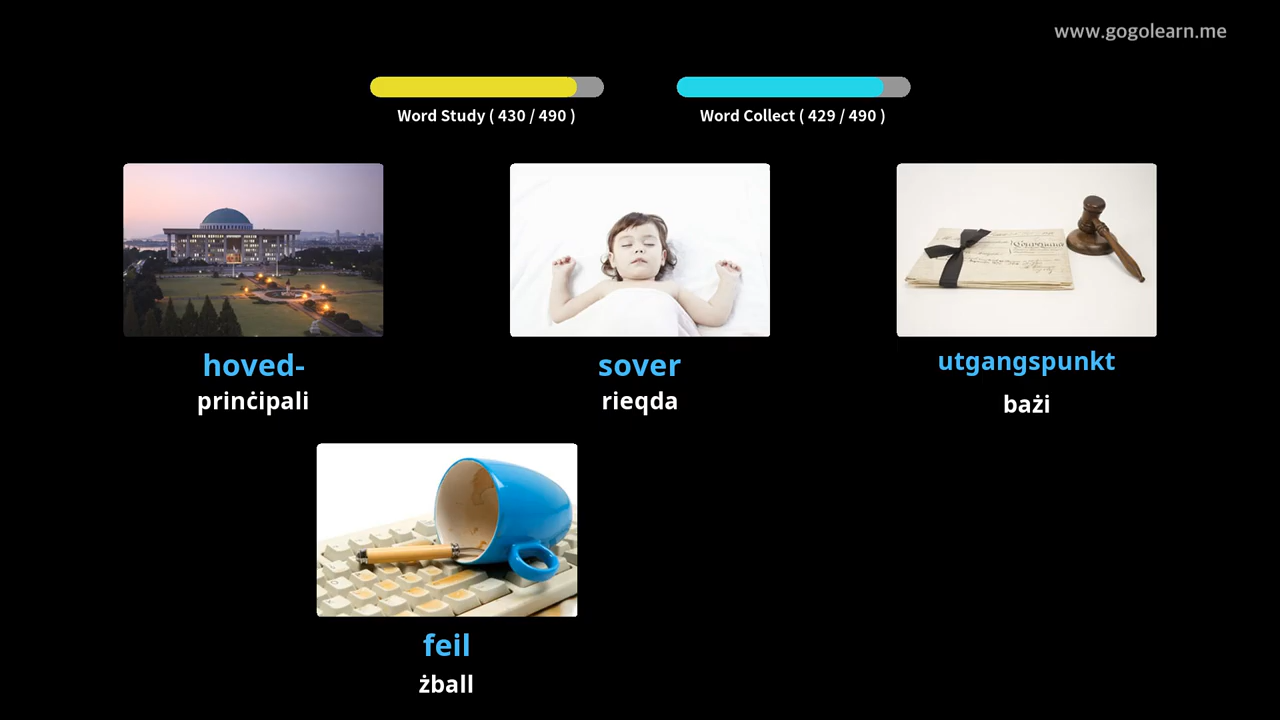 www.gogolearn.me
Word Study ( 430 / 490 )
Word Collect ( 429 / 490 )
hoved-
prinċipali
sover
rieqda
utgangspunkt
bażi
feil
żball